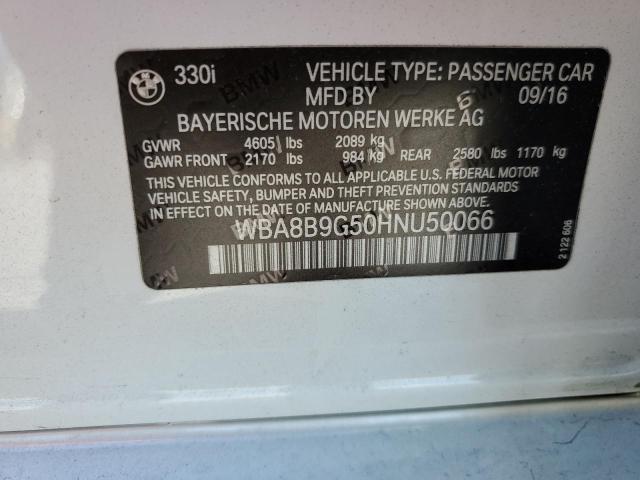 BMW 330i VEHICLE TYPE: PASSENGER CAR
MFD BY 09/16
BAYERISCHE MOTOREN WERKE AG
GVWR 4605 lbs 2089 kg
GAWR FRONT 2170 lbs 984 kg REAR 2580 lbs 1170 kg
THIS VEHICLE CONFORMS TO ALL APPLICABLE U.S. FEDERAL MOTOR
VEHICLE SAFETY, BUMPER AND THEFT PREVENTION STANDARDS
IN EFFECT ON THE DATE OF MANUFACTURE SHOWN ABOVE.
WBA8B9G50HNU50066
2 122 606